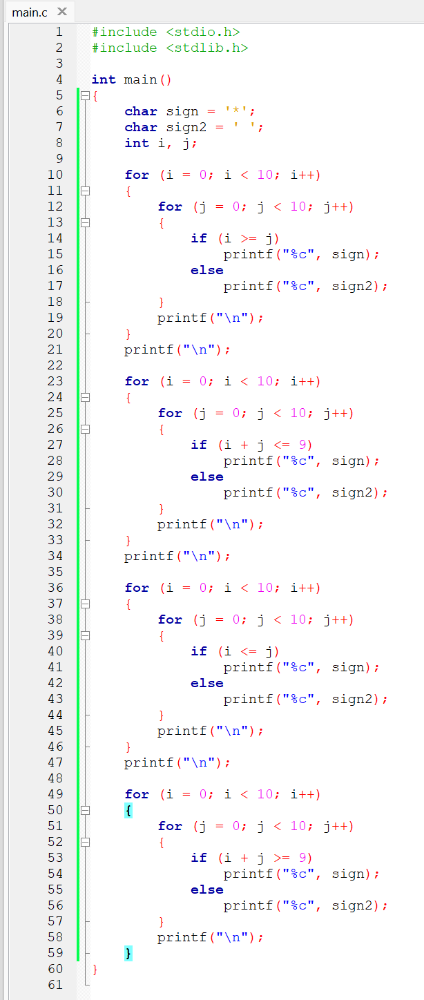 main.c
1 #include <stdio.h>
2 #include <stdlib.h>
3
4 int main()
5 {
6     char sign = '*';
7     char sign2 = ' ';
8     int i, j;
9
10     for (i = 0; i < 10; i++)
11     {
12         for (j = 0; j < 10; j++)
13         {
14             if (i >= j)
15                 printf("%c", sign);
16             else
17                 printf("%c", sign2);
18         }
19         printf("\n");
20     }
21     printf("\n");
22
23     for (i = 0; i < 10; i++)
24     {
25         for (j = 0; j < 10; j++)
26         {
27             if (i + j <= 9)
28                 printf("%c", sign);
29             else
30                 printf("%c", sign2);
31         }
32         printf("\n");
33     }
34     printf("\n");
35
36     for (i = 0; i < 10; i++)
37     {
38         for (j = 0; j < 10; j++)
39         {
40             if (i <= j)
41                 printf("%c", sign);
42             else
43                 printf("%c", sign2);
44         }
45         printf("\n");
46     }
47     printf("\n");
48
49     for (i = 0; i < 10; i++)
50     {
51         for (j = 0; j < 10; j++)
52         {
53             if (i + j >= 9)
54                 printf("%c", sign);
55             else
56                 printf("%c", sign2);
57         }
58         printf("\n");
59     }
60 }
61